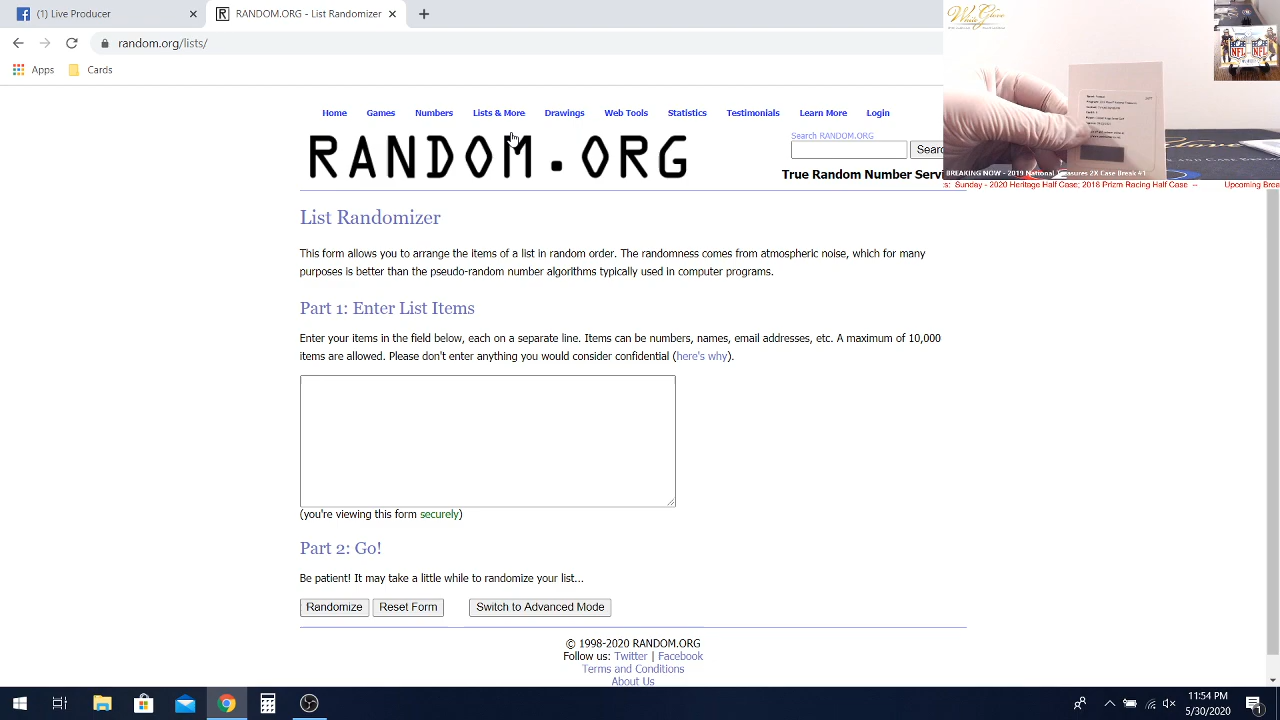 (1) Live Produc
RANDOM.ORG - List Randomizer
random.org/lists/
Apps
Cards
Home
Games
Numbers
Lists & More
Drawings
Web Tools
Statistics
Testimonials
Learn More
Login
RANDOM.ORG
Search RANDOM.ORG
True Random Number Serv
White Glove
BREAKING NOW - 2019 National Treasures 2X Case Break #1
s: Sunday - 2020 Heritage Half Case; 2018 Prizm Racing Half Case -- Upcoming Brea
List Randomizer
This form allows you to arrange the items of a list in random order. The randomness comes from atmospheric noise, which for many
purposes is better than the pseudo-random number algorithms typically used in computer programs.
Part 1: Enter List Items
Enter your items in the field below, each on a separate line. Items can be numbers, names, email addresses, etc. A maximum of 10,000
items are allowed. Please don't enter anything you would consider confidential (here's why).
(you're viewing this form securely)
Part 2: Go!
Be patient! It may take a little while to randomize your list...
Randomize
Reset Form
Switch to Advanced Mode
© 1998-2020 RANDOM.ORG
Follow us: Twitter | Facebook
Terms and Conditions
About Us
11:54 PM
5/30/2020